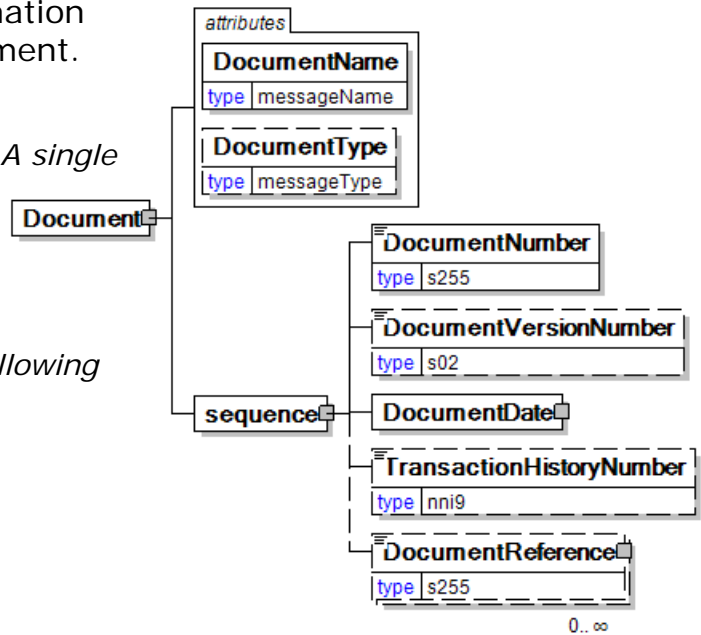 nation
ment.
A single
llowing
attributes
DocumentName
type messageName
DocumentType
type messageType
Document
sequence
DocumentNumber
type s255
DocumentVersionNumber
type s02
DocumentDate
TransactionHistoryNumber
type nni9
DocumentReference
type s255
0.. ∞